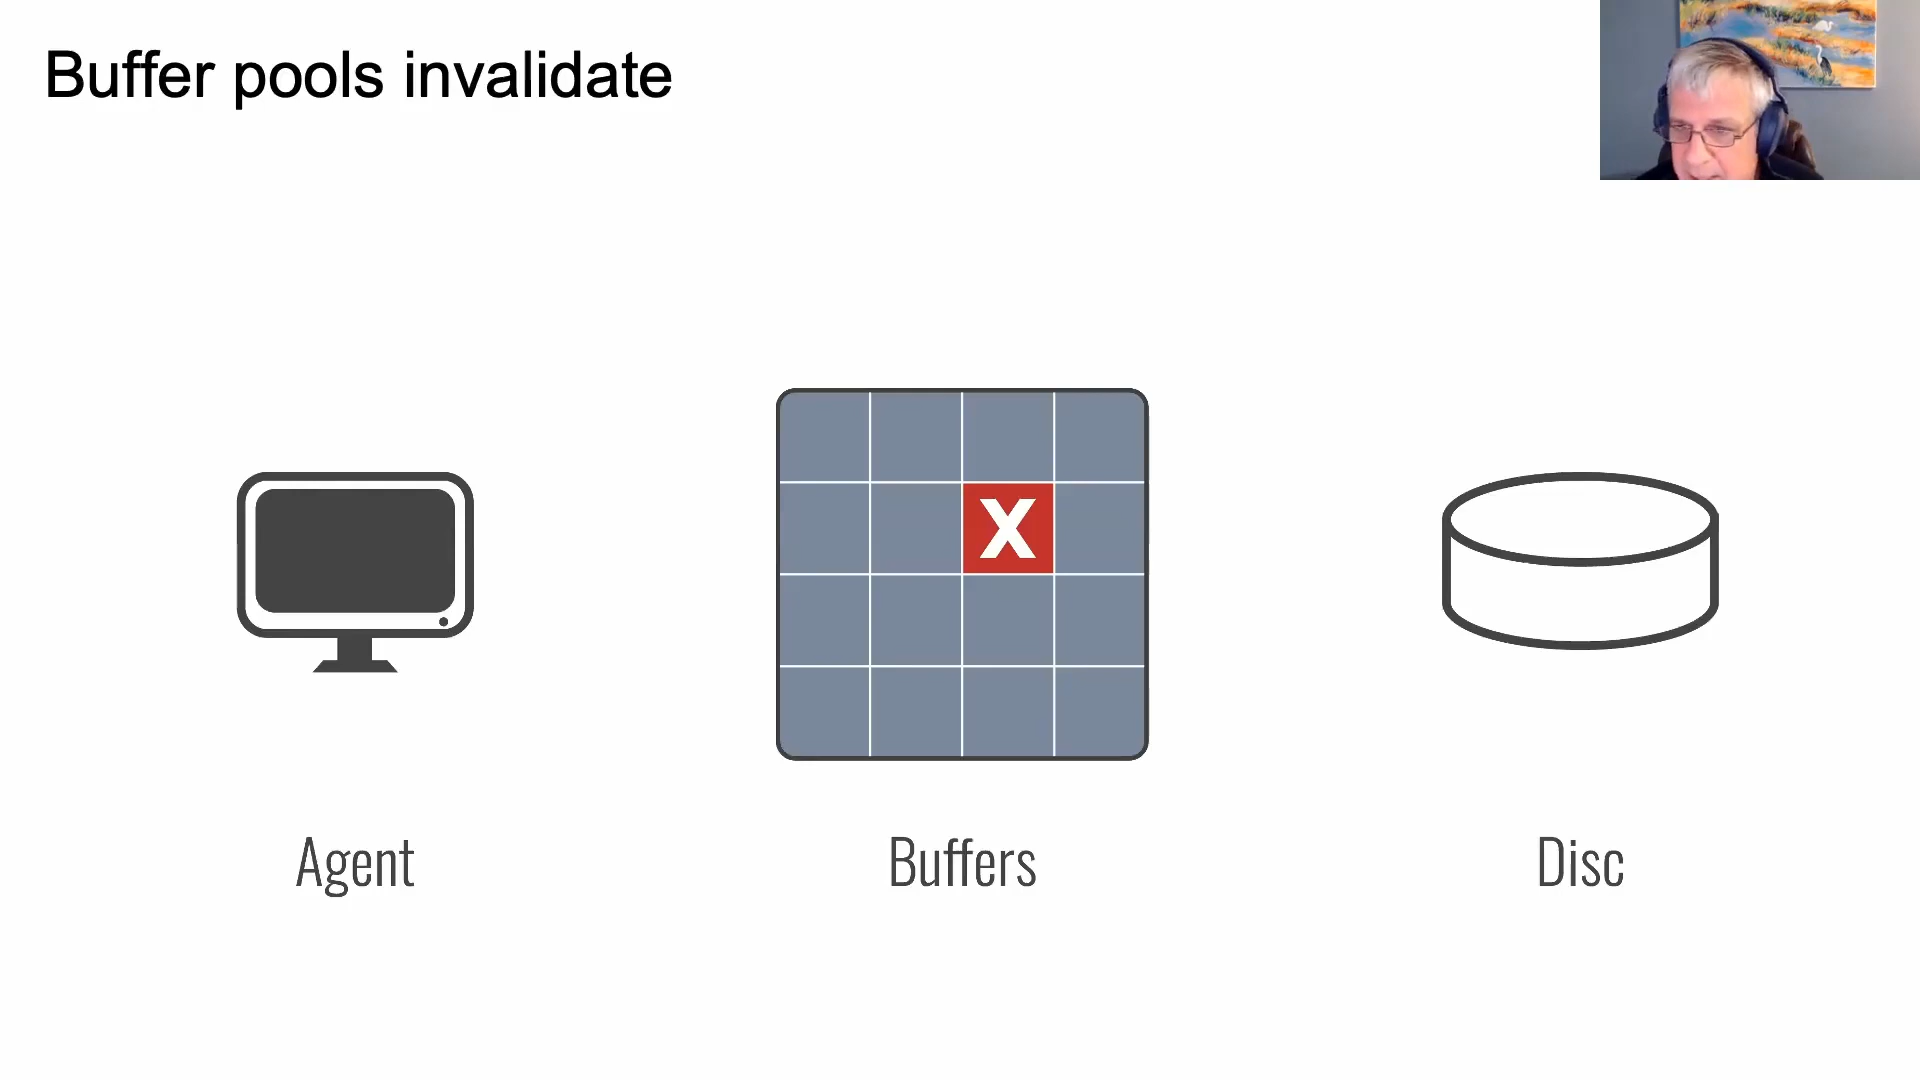 Buffer pools invalidate
X
Agent
Buffers
Disc